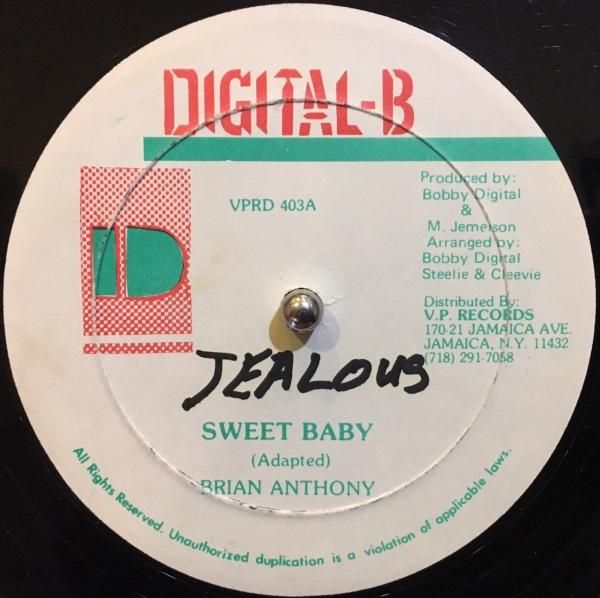 DIGITAL-B
VPRD 403A
Produced by:
Bobby Digital
&
M. Jemerson
Arranged by:
Bobby Digital
Steelie & Cleevie
Distributed By:
V.P. RECORDS
170-21 JAMAICA AVE.
JAMAICA, N.Y. 11432
(718) 291-7058
D
JEALOUS
SWEET BABY
(Adapted)
BRIAN ANTHONY
All Rights Reserved. Unauthorized duplication is a violation of applicable laws.